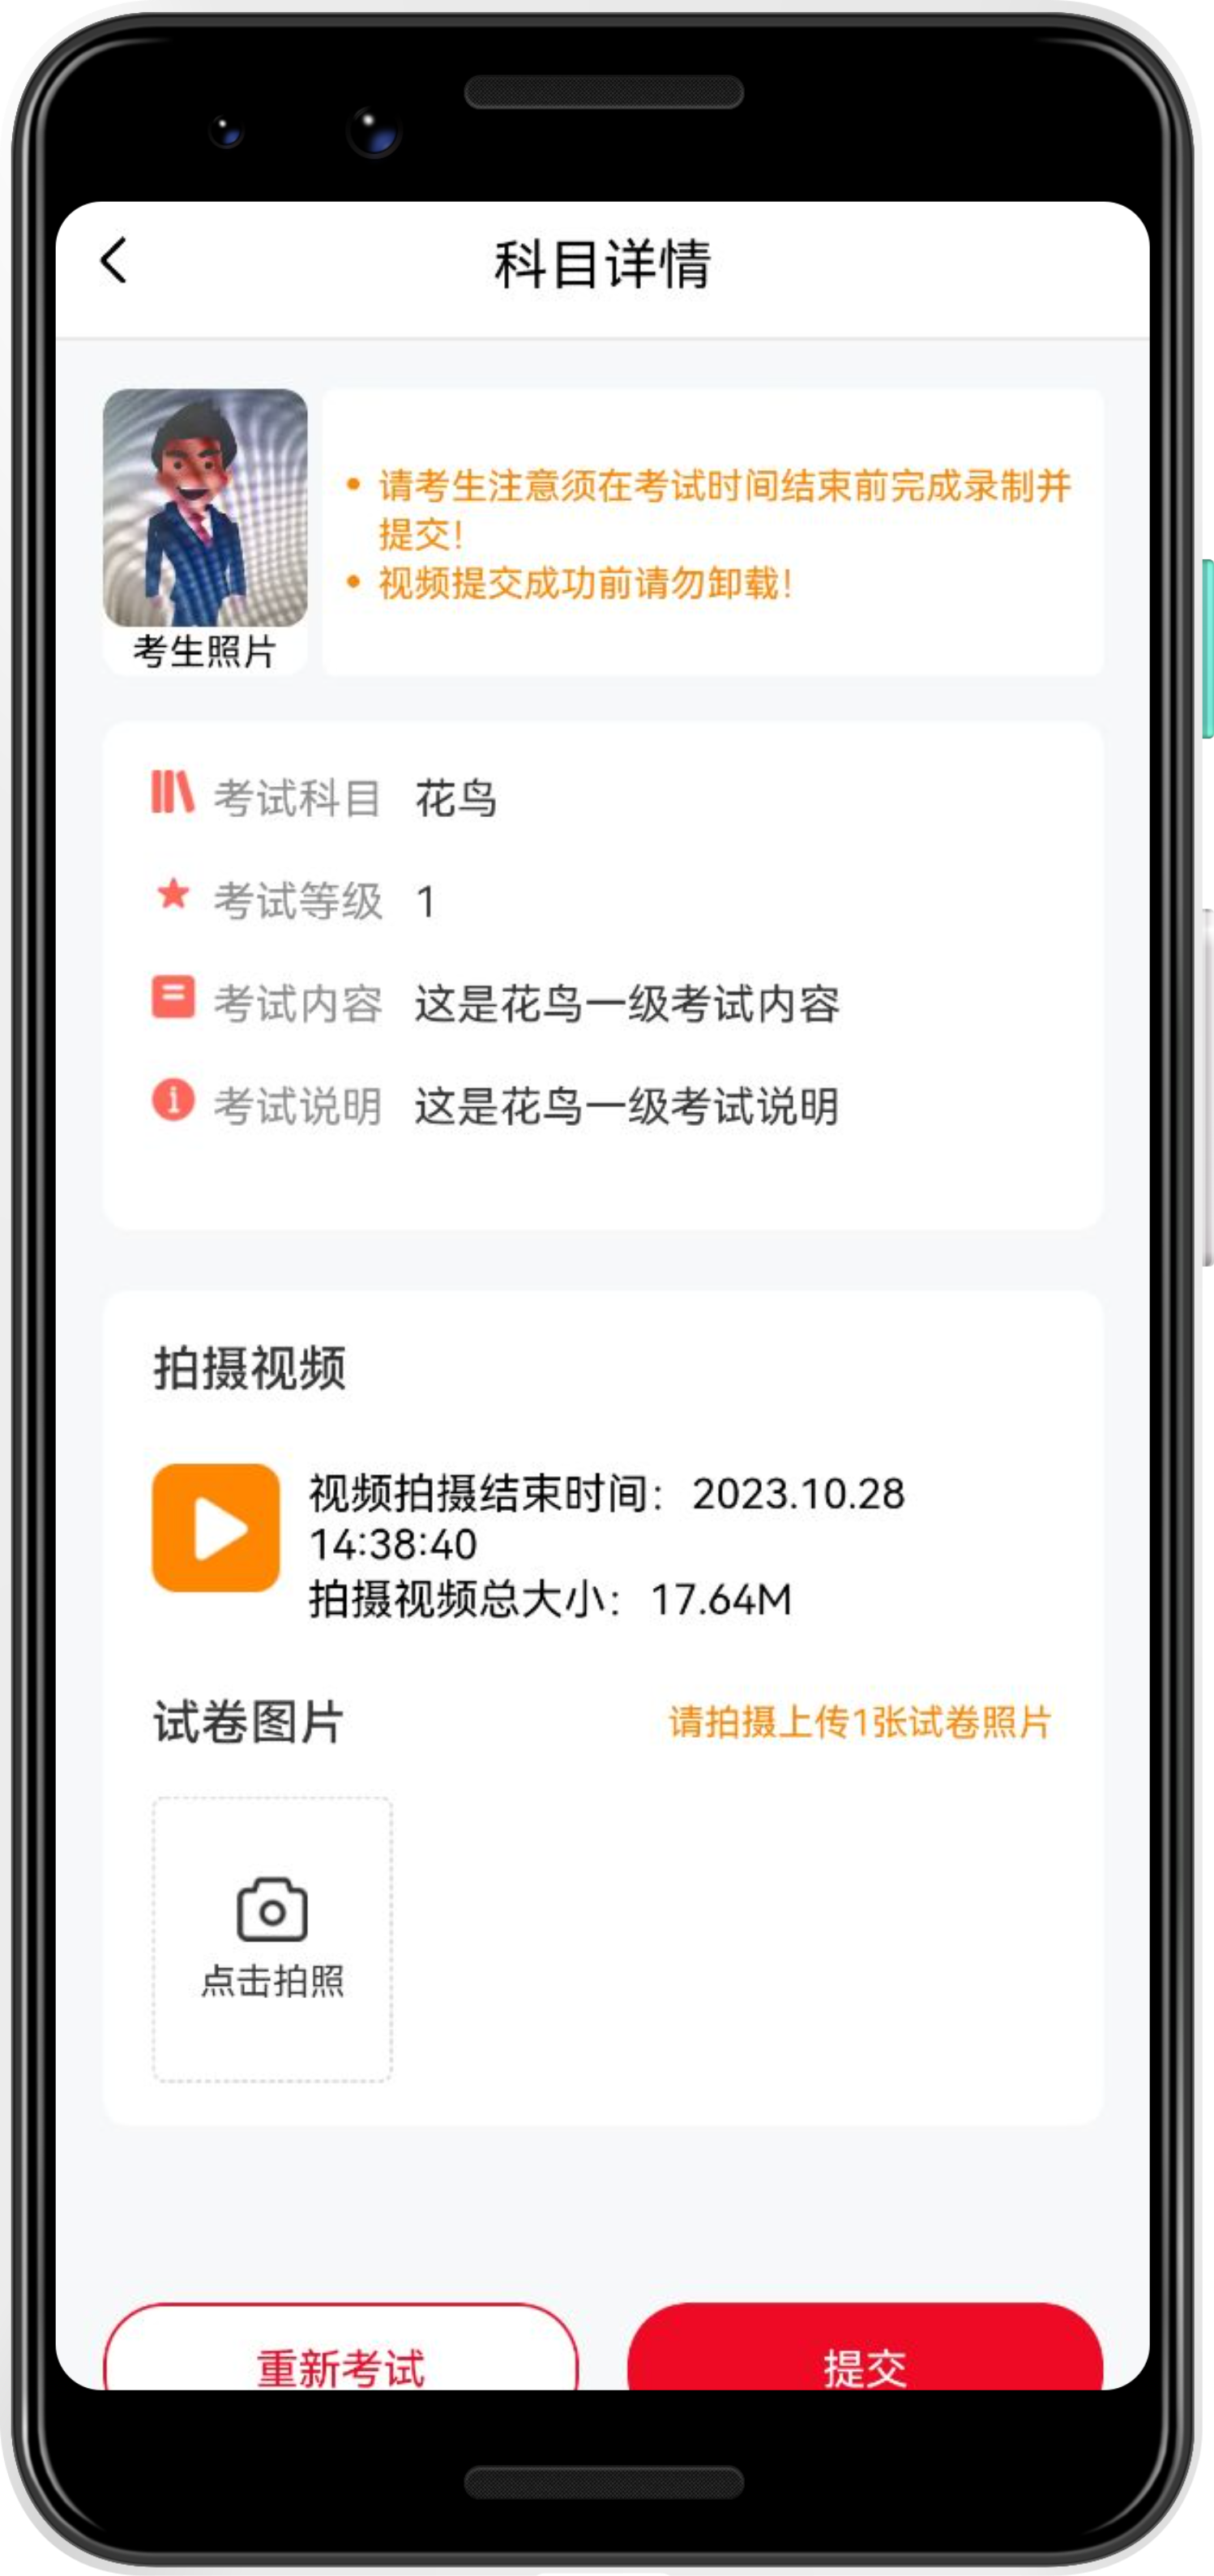 科目详情
考生照片
请考生注意须在考试时间结束前完成录制并
提交!
视频提交成功前请勿卸载!
考试科目 花鸟
考试等级 1
考试内容 这是花鸟一级考试内容
考试说明 这是花鸟一级考试说明
拍摄视频
视频拍摄结束时间：2023.10.28
14:38:40
拍摄视频总大小：17.64M
试卷图片 请拍摄上传1张试卷照片
点击拍照
重新考试 提交